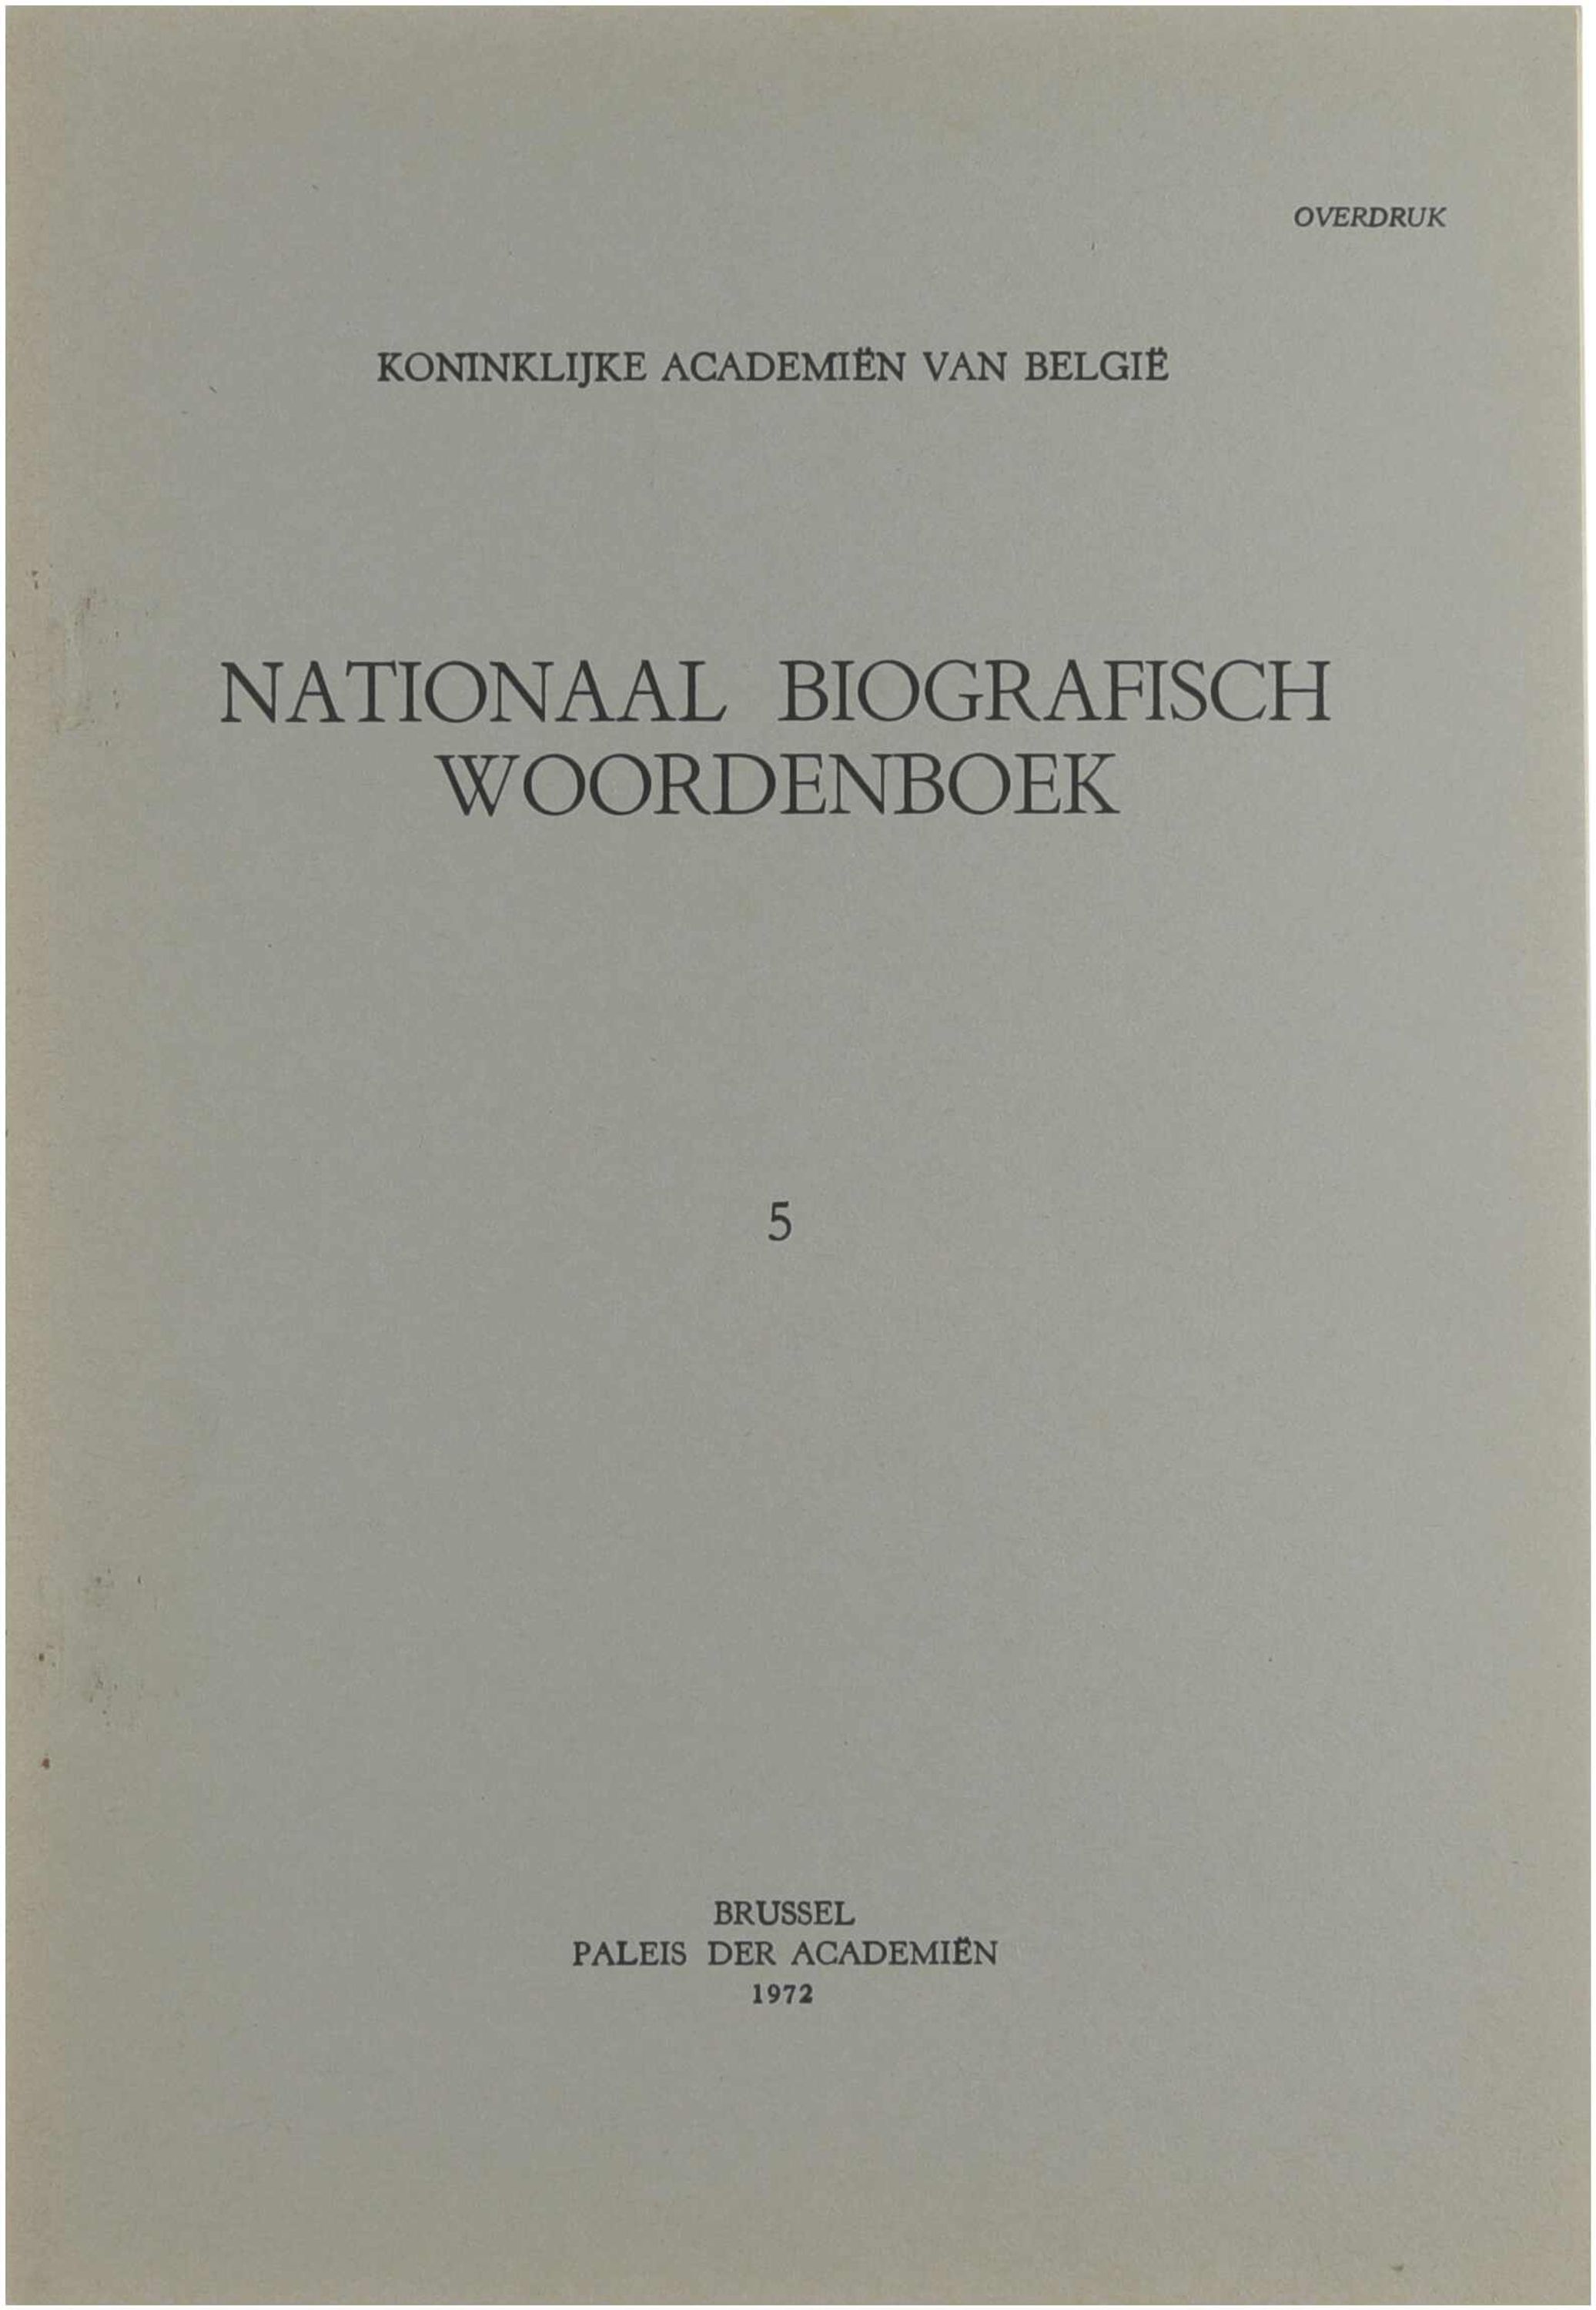 OVERDRUK
KONINKLIJKE ACADEMIËN VAN BELGIË
NATIONAAL BIOGRAFISCH
WOORDENBOEK
5
BRUSSEL
PALEIS DER ACADEMIËN
1972